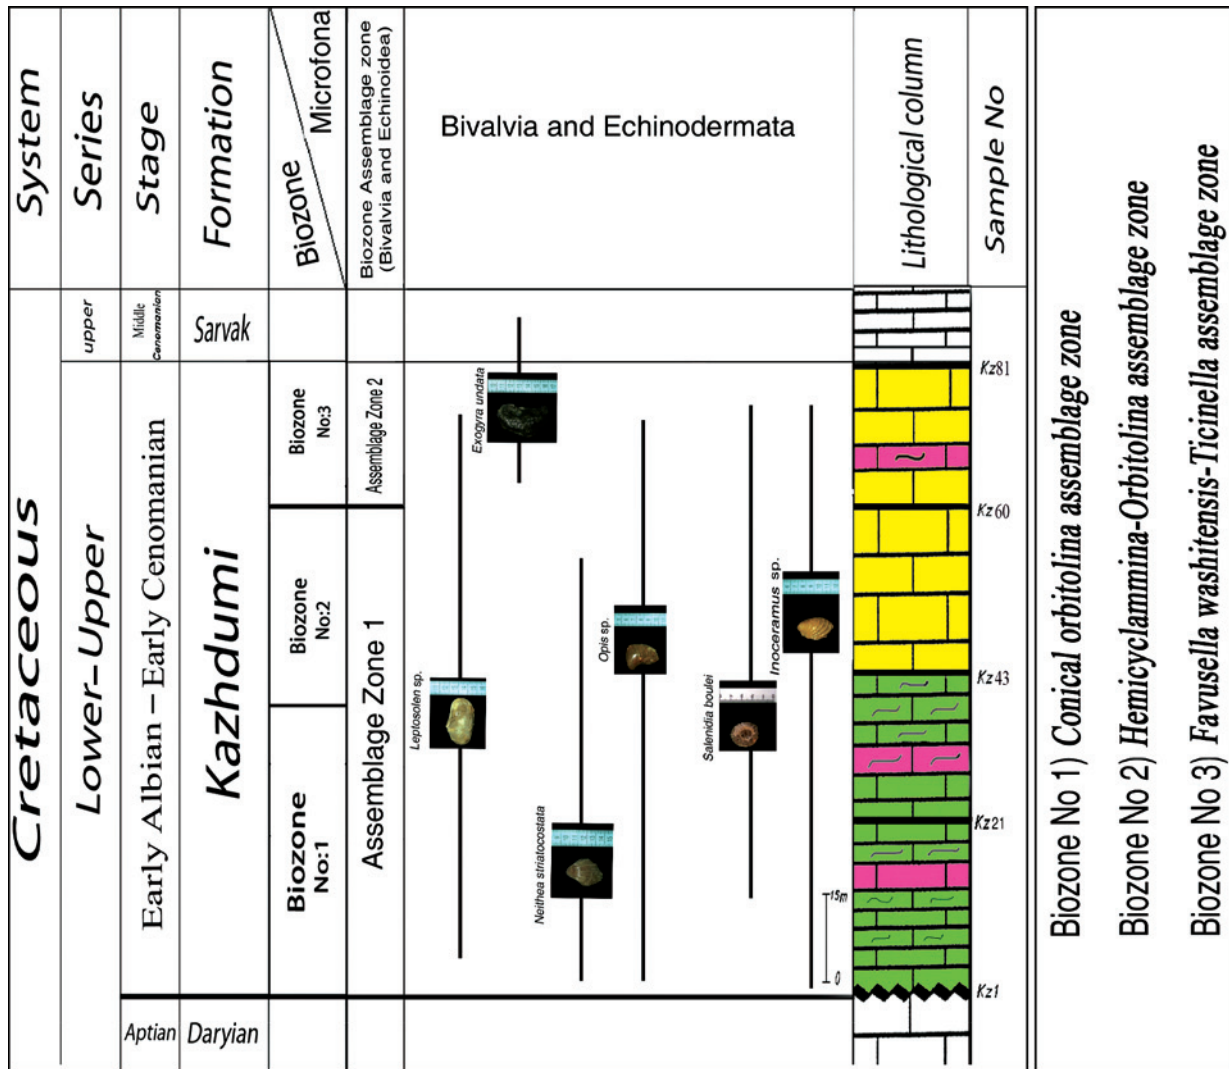 System
Series
Stage
Formation
Biozone
Microfona
Biozone Assemblage zone
(Bivalvia and Echinoidea)
Bivalvia and Echinodermata
Lithological column
Sample No
Cretaceous
upper
Lower-Upper
Middle
Cenomanian
Early Albian - Early Cenomanian
Aptian
Sarvak
Kazhdumi
Daryian
Biozone
No:3
Biozone
No:2
Biozone
No:1
Assemblage Zone 2
Assemblage Zone 1
Leptosolen sp.
Exogyra undata
Neithea striatocostata
Opis sp.
Salenidia boulei
Inoceramus sp.
15m
0
Kz81
Kz60
Kz43
Kz21
Kz1
Biozone No 1) Conical orbitolina assemblage zone
Biozone No 2) Hemicyclammina-Orbitolina assemblage zone
Biozone No 3) Favusella washitensis-Ticinella assemblage zone